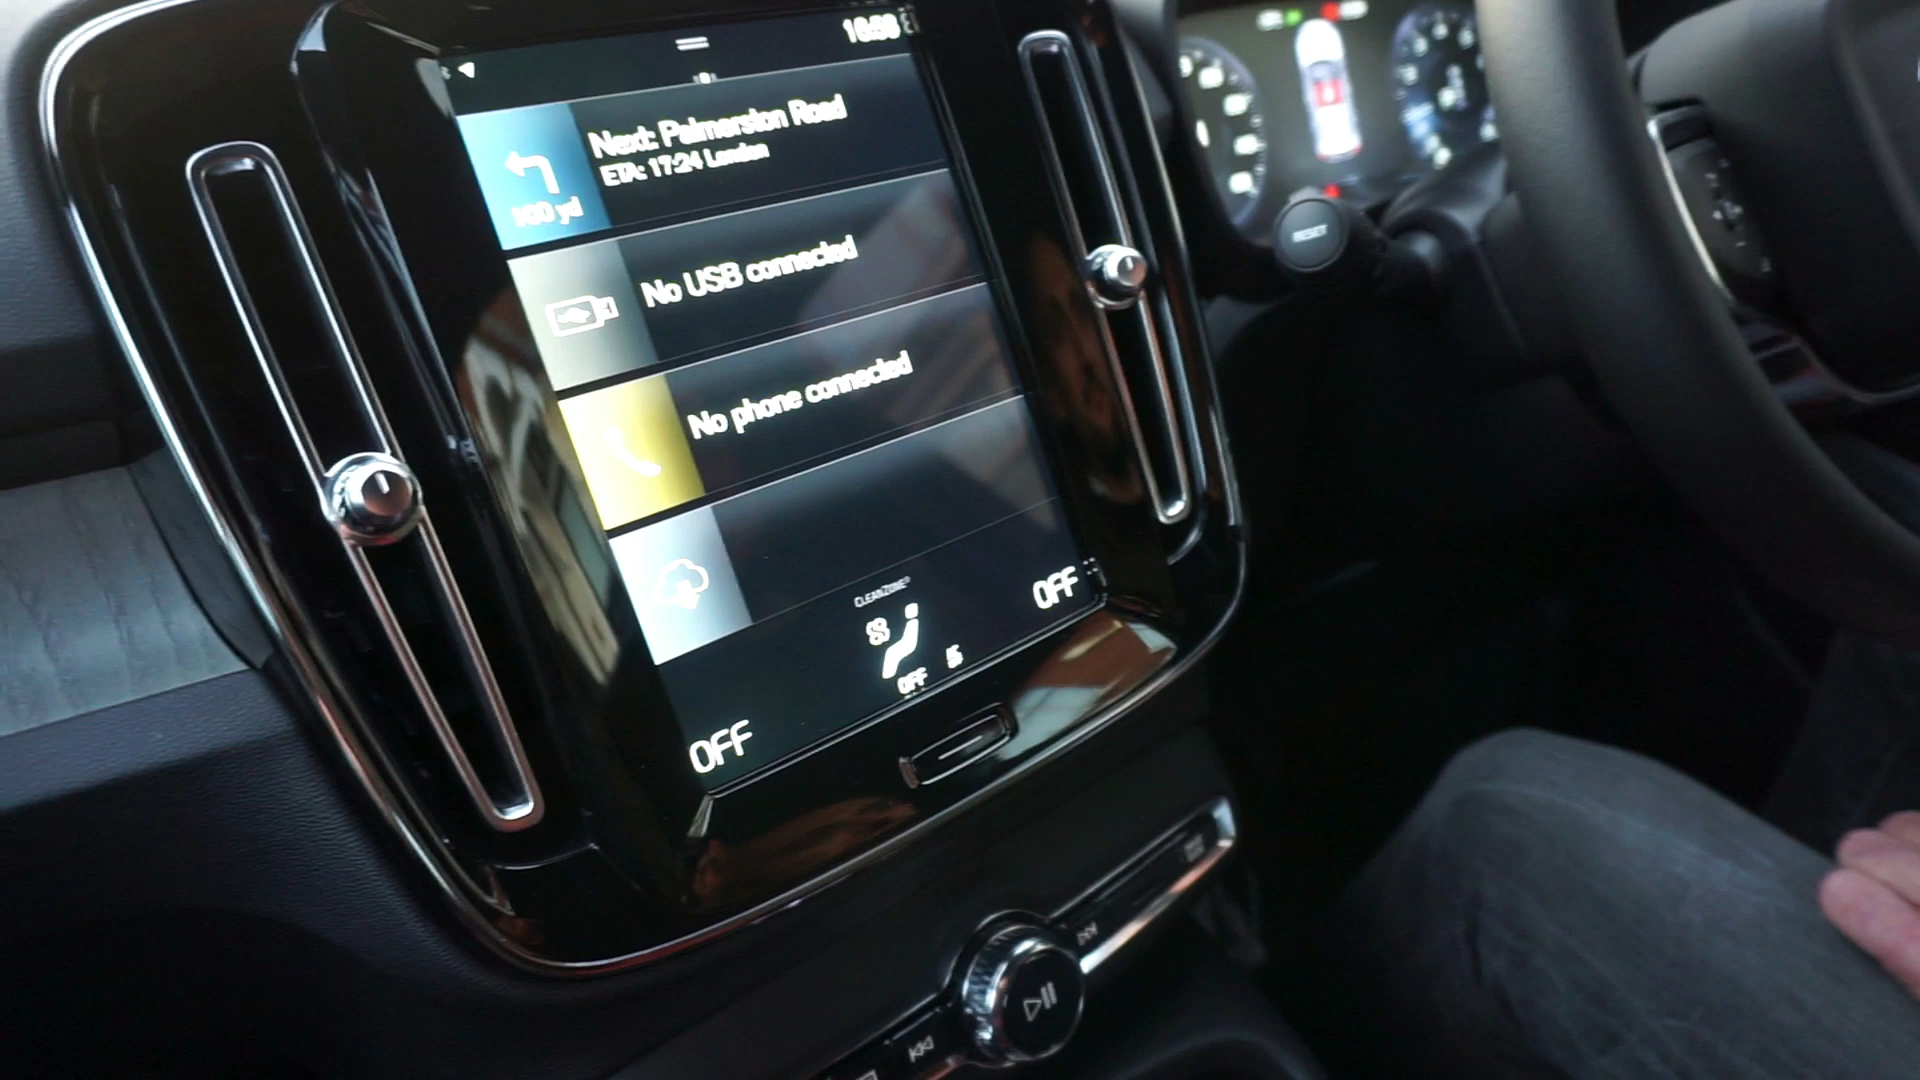 Next: Palmerston Road
ETA: 17:24 London
100 yd
No USB connected
No phone connected
CLEANZONE
OFF
OFF
OFF
RESET